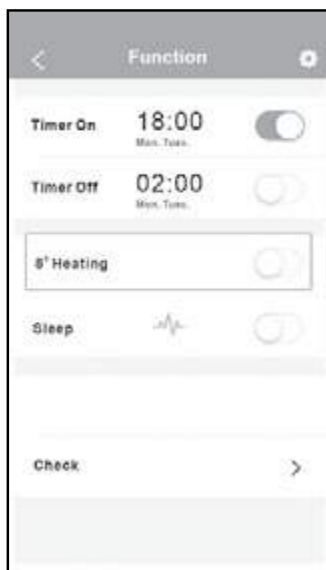 Function
Timer On 18:00
Mon. Tues.
Timer Off 02:00
Mon. Tues.
8° Heating
Sleep
Check